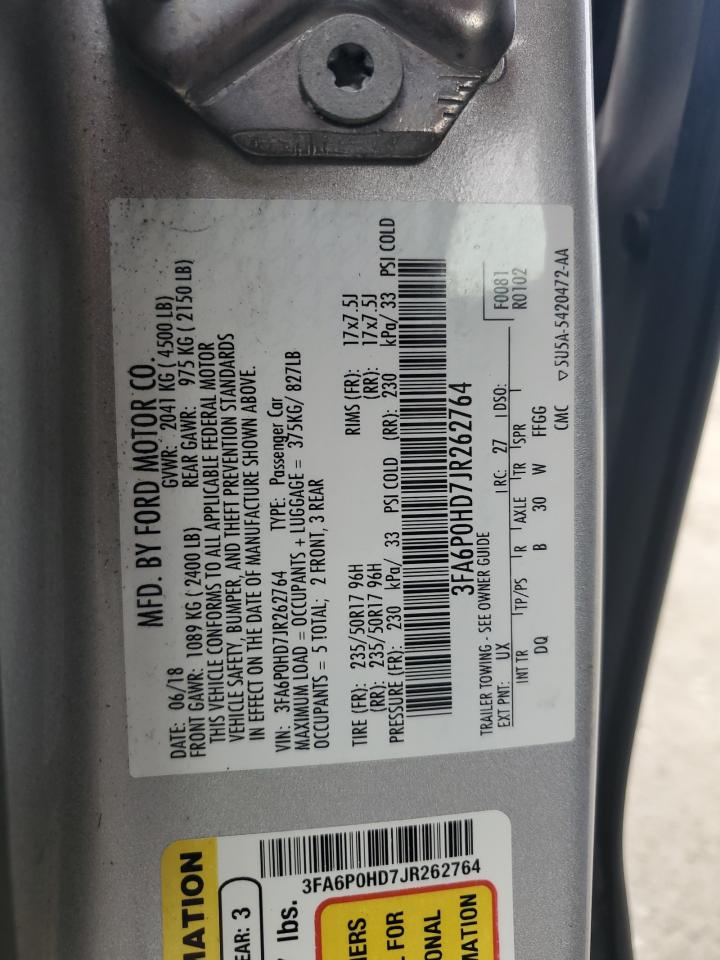 MFD. BY FORD MOTOR CO.
DATE: 06/18 GVWR: 2041 KG ( 4500 LB)
FRONT GAWR: 1089 KG ( 2400 LB) REAR GAWR: 975 KG ( 2150 LB)
THIS VEHICLE CONFORMS TO ALL APPLICABLE FEDERAL MOTOR
VEHICLE SAFETY, BUMPER, AND THEFT PREVENTION STANDARDS
IN EFFECT ON THE DATE OF MANUFACTURE SHOWN ABOVE.
VIN: 3FA6P0HD7JR262764 TYPE: Passenger Car
MAXIMUM LOAD = OCCUPANTS + LUGGAGE = 375KG/ 827LB
OCCUPANTS = 5 TOTAL; 2 FRONT, 3 REAR
TIRE (FR): 235/50R17 96H RIMS (FR): 17x7.5J
(RR): 235/50R17 96H (RR): 17x7.5J
PRESSURE (FR): 230 kPa/ 33 PSI COLD (RR): 230 kPa/ 33 PSI COLD
3FA6P0HD7JR262764
TRAILER TOWING - SEE OWNER GUIDE
F0081
EXT PNT: UX RC: 27 DSO: R0102
INT TR TP/PS R AXLE TR SPR
DQ B 30 W FFGG
CMC ▽5U5A-5420472-AA
3FA6P0HD7JR262764
MATION
EAR: 3
lbs.
HERS
FOR
ONAL
MATION